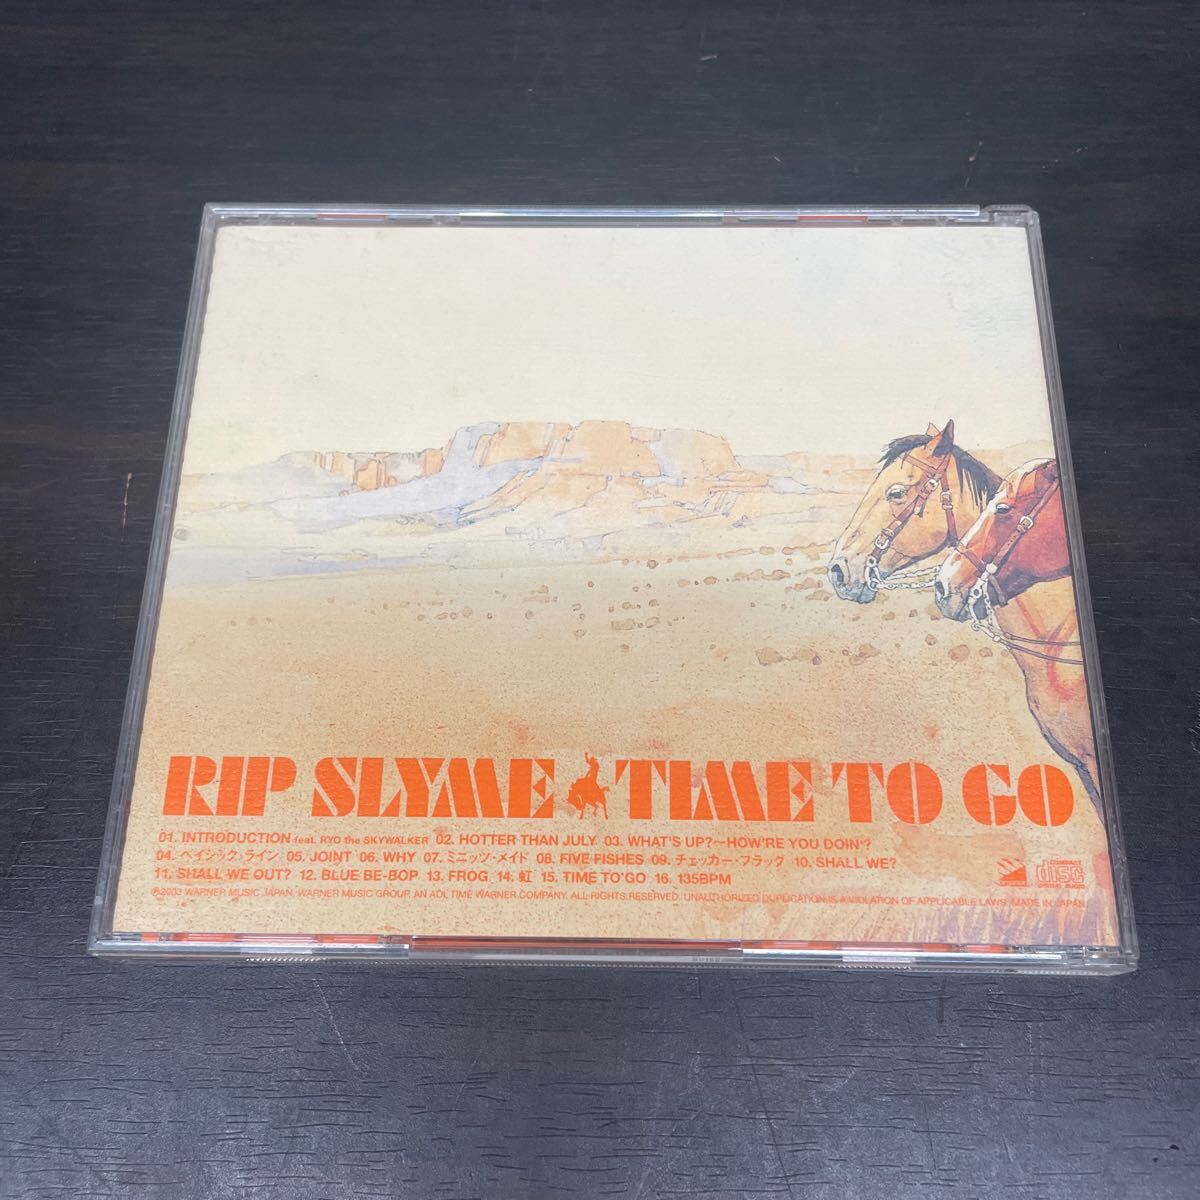 RIP SLYME TIME TO GO
01. INTRODUCTION feat. RYO the SKYWALKER 02. HOTTER THAN JULY 03. WHAT'S UP?〜HOW'RE YOU DOIN'?
04. ベイシック・ライン 05. JOINT 06. WHY 07. ミニッツ・メイド 08. FIVE FISHES 09. チェッカー・フラッグ 10. SHALL WE?
11. SHALL WE OUT? 12. BLUE BE-BOP 13. FROG 14. 虹 15. TIME TO GO 16. 135BPM
℗2003 WARNER MUSIC JAPAN, WARNER MUSIC GROUP, AN AOL TIME WARNER COMPANY. ALL RIGHTS RESERVED. UNAUTHORIZED DUPLICATION IS A VIOLATION OF APPLICABLE LAWS. MADE IN JAPAN.
COMPACT
disc
DIGITAL AUDIO